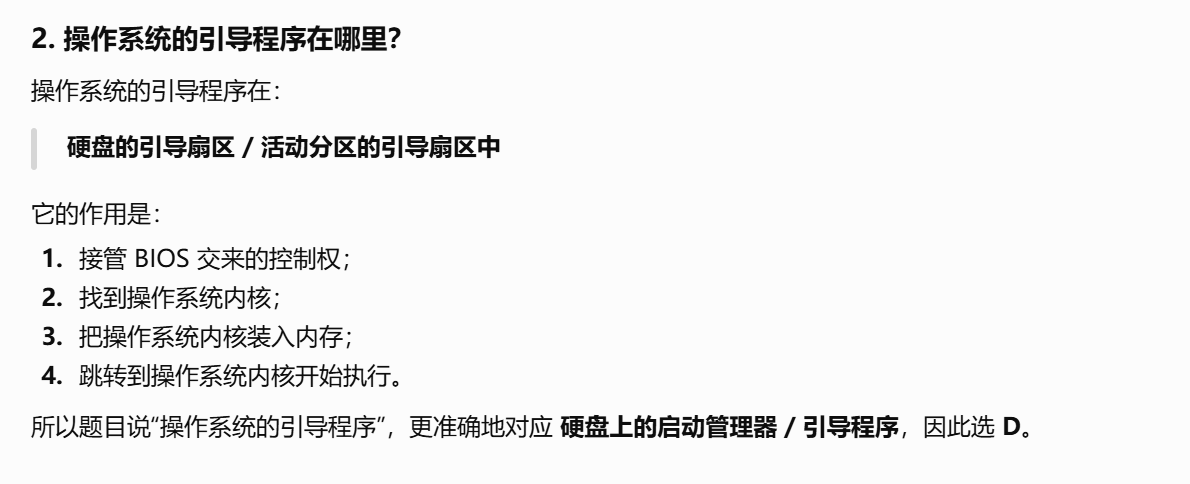 2. 操作系统的引导程序在哪里？
操作系统的引导程序在：
硬盘的引导扇区 / 活动分区的引导扇区中
它的作用是：
1. 接管 BIOS 交来的控制权；
2. 找到操作系统内核；
3. 把操作系统内核装入内存；
4. 跳转到操作系统内核开始执行。
所以题目说“操作系统的引导程序”，更准确地对应 硬盘上的启动管理器 / 引导程序，因此选 D。